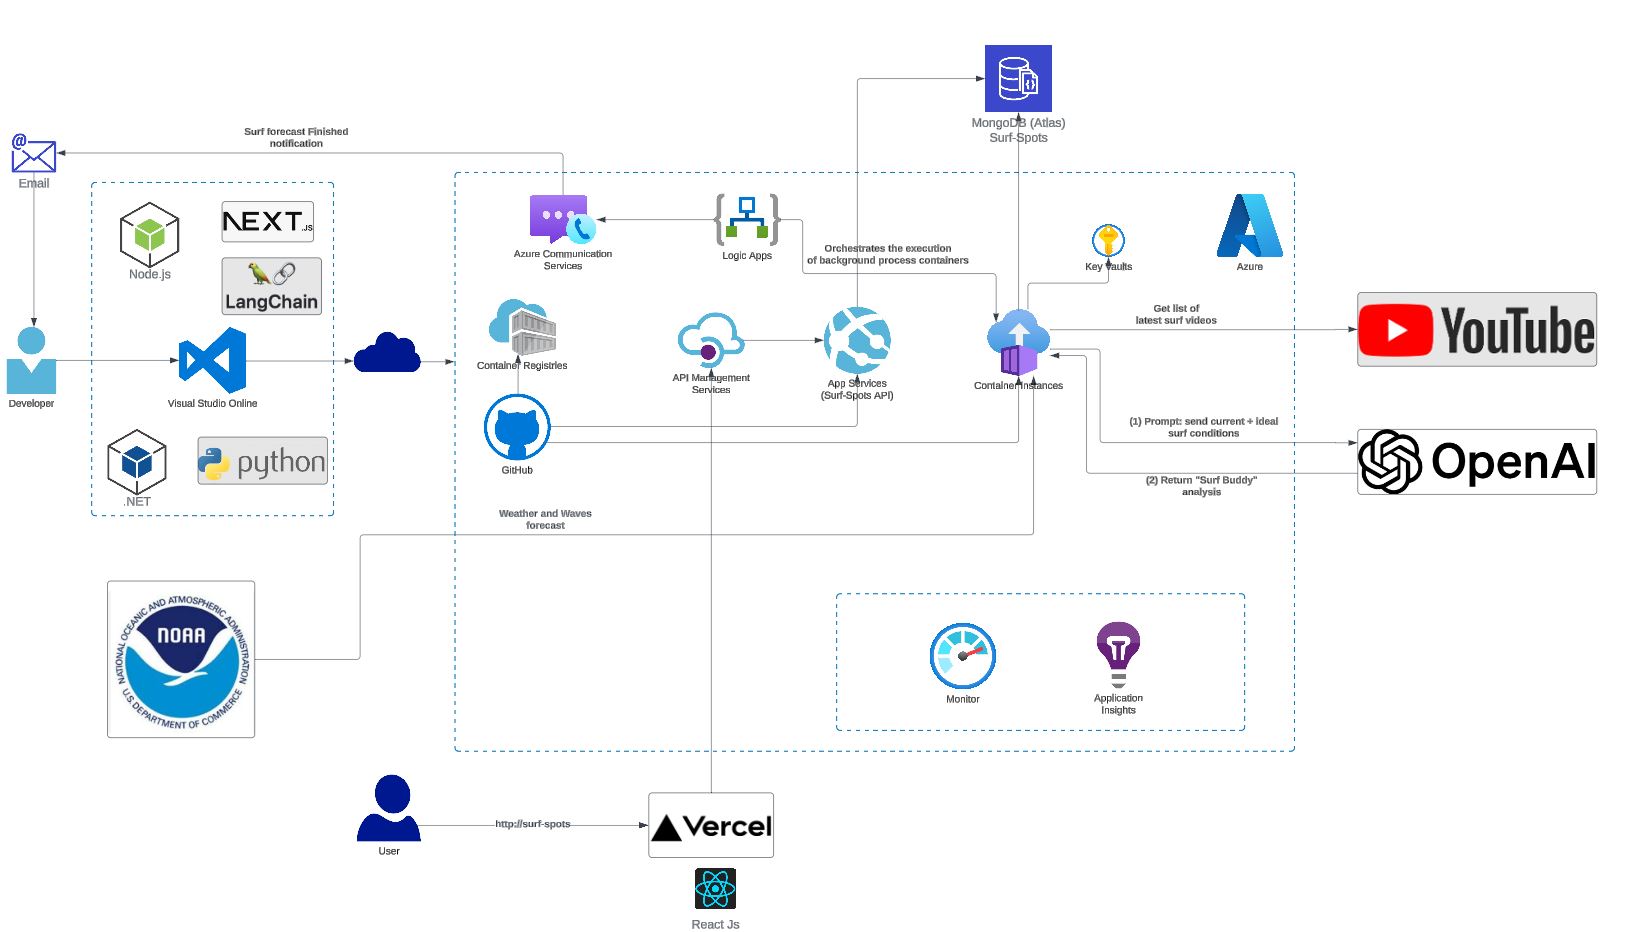 MongoDB (Atlas)
Surf-Spots
Surf forecast Finished
notification
@
Email
Node.js
NEXT.JS
LangChain
Developer
Visual Studio Online
.NET
python
Azure Communication
Services
Logic Apps
Orchestrates the execution
of background process containers
Key Vaults
Azure
Container Registries
API Management
Services
App Services
(Surf-Spots API)
Container Instances
GitHub
Get list of
latest surf videos
YouTube
(1) Prompt: send current + ideal
surf conditions
OpenAI
(2) Return "Surf Buddy"
analysis
Weather and Waves
forecast
NATIONAL OCEANIC AND ATMOSPHERIC ADMINISTRATION
NOAA
U.S. DEPARTMENT OF COMMERCE
Monitor
Application
Insights
User
http://surf-spots
Vercel
React Js